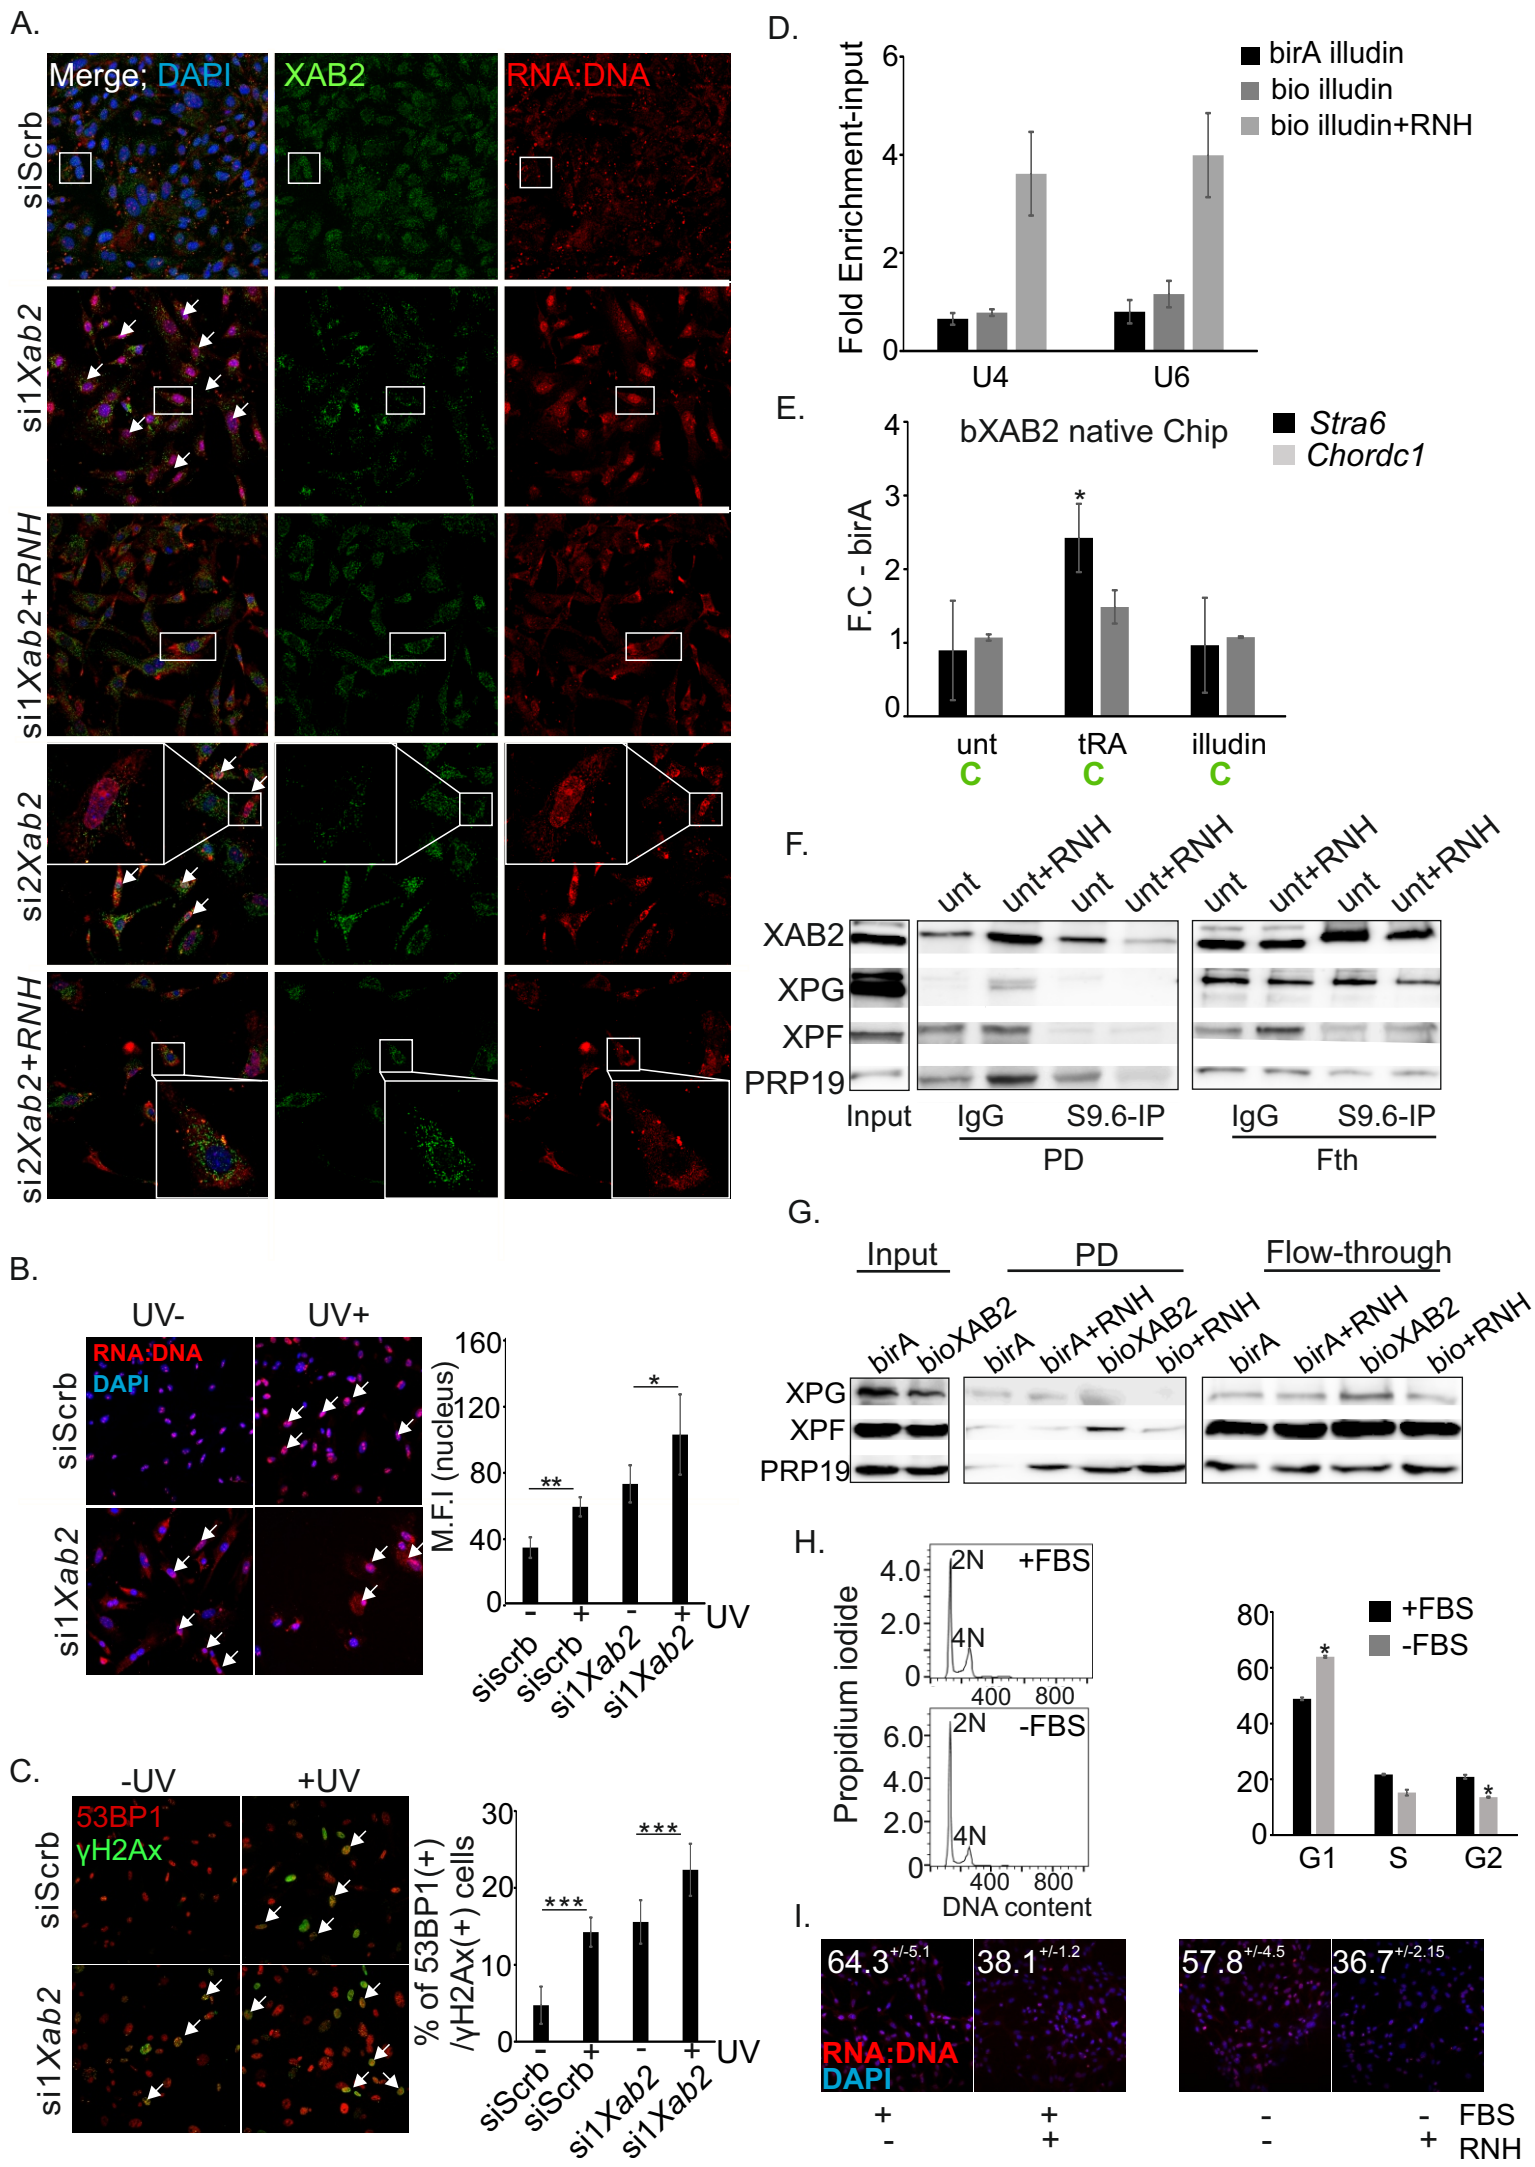 A.
Merge; DAPI XAB2 RNA:DNA
siScrb
si1Xab2
si1Xab2+RNH
si2Xab2
si2Xab2+RNH
B.
UV- UV+
RNA:DNA
DAPI
siScrb
si1Xab2
M.F.I (nucleus)
160
120
80
40
0
** *
- + - + UV
siscrb siscrb si1Xab2 si1Xab2
C.
-UV +UV
53BP1
γH2Ax
siScrb
si1Xab2
% of 53BP1(+)
/γH2Ax(+) cells
30
20
10
0
*** ***
- + - + UV
siScrb siScrb si1Xab2 si1Xab2
D.
Fold Enrichment-input
6
4
2
0
birA illudin
bio illudin
bio illudin+RNH
U4 U6
E.
bXAB2 native Chip
Stra6
Chordc1
F.C - birA
4
3
2
1
0
*
unt tRA illudin
C C C
F.
unt unt+RNH unt unt+RNH unt unt+RNH unt unt+RNH
XAB2
XPG
XPF
PRP19
Input IgG S9.6-IP IgG S9.6-IP
PD Fth
G.
Input PD Flow-through
birA bioXAB2 birA birA+RNH bioXAB2 bio+RNH birA birA+RNH bioXAB2 bio+RNH
XPG
XPF
PRP19
H.
Propidium iodide
4.0
2.0
0
2N
4N
+FBS
400 800
6.0
4.0
2.0
0
2N
4N
-FBS
400 800
DNA content
80
60
40
20
0
+FBS
-FBS
* *
G1 S G2
I.
64.3+/-5.1 38.1+/-1.2 57.8+/-4.5 36.7+/-2.15
RNA:DNA
DAPI
+ + - - FBS
- + - + RNH